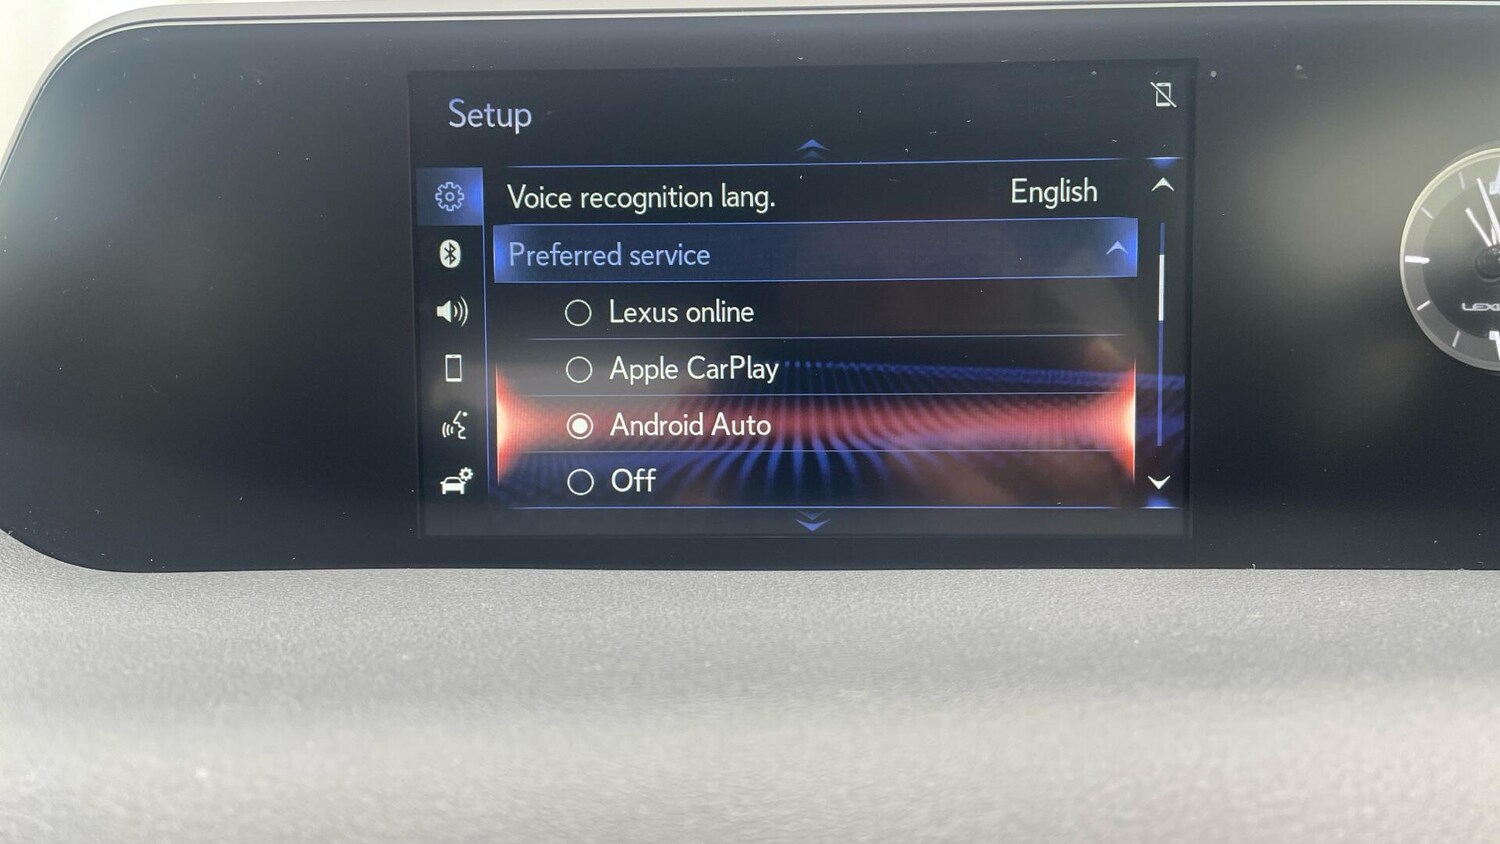 Setup
Voice recognition lang. English
Preferred service
Lexus online
Apple CarPlay
Android Auto
Off